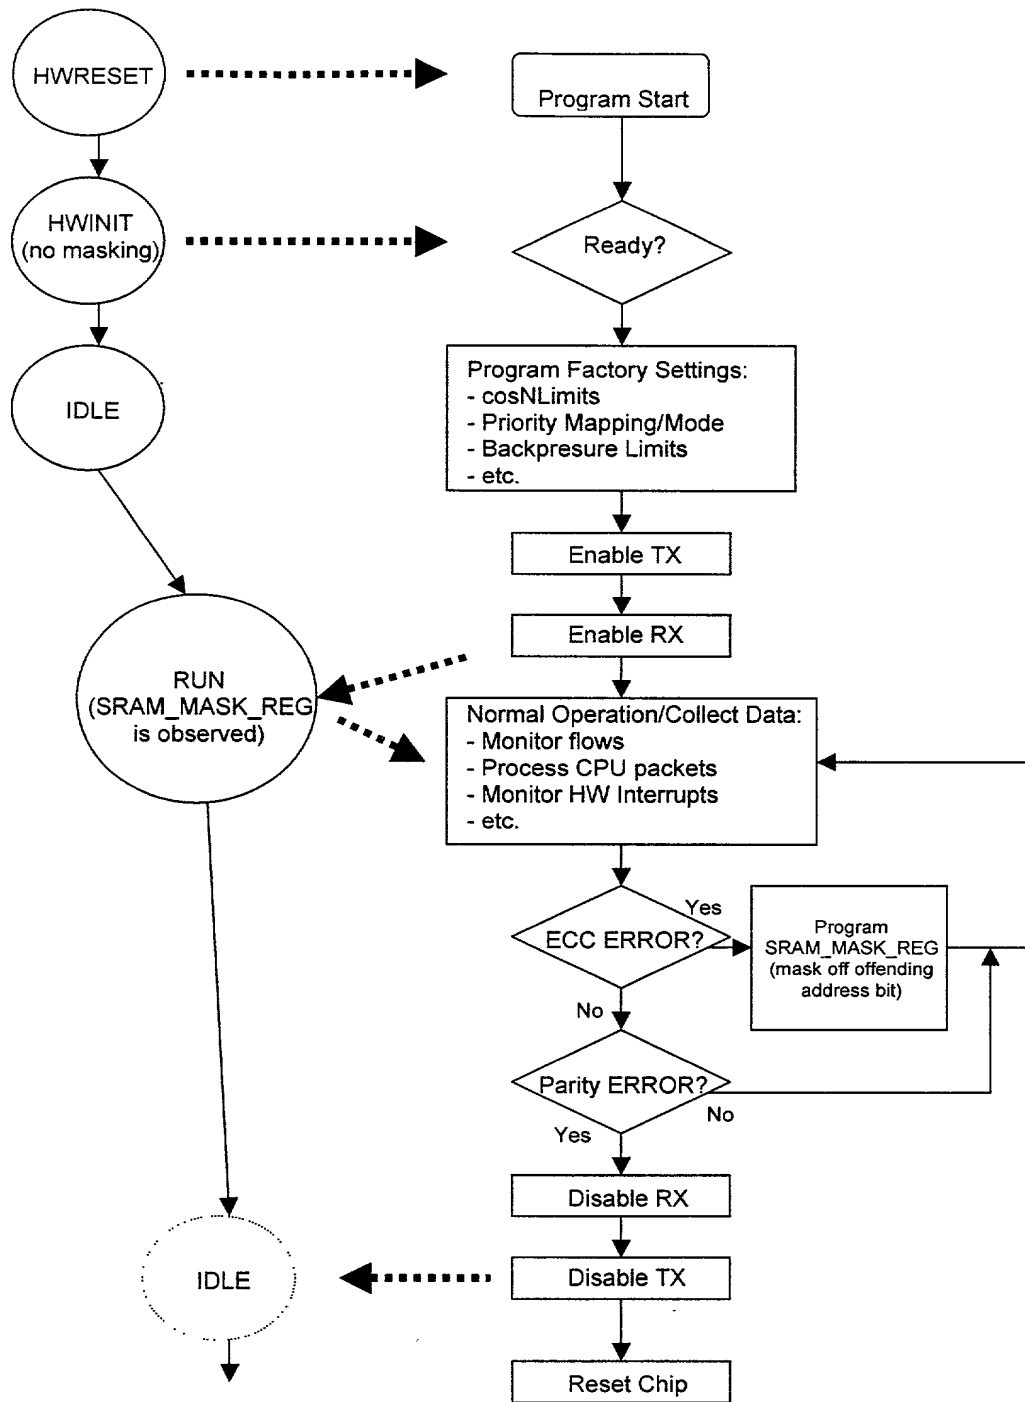 HWRESET
Program Start
HWINIT
(no masking)
Ready?
IDLE
Program Factory Settings:
- cosNLimits
- Priority Mapping/Mode
- Backpresure Limits
- etc.
Enable TX
Enable RX
RUN
(SRAM_MASK_REG
is observed)
Normal Operation/Collect Data:
- Monitor flows
- Process CPU packets
- Monitor HW Interrupts
- etc.
ECC ERROR?
Yes
Program
SRAM_MASK_REG
(mask off offending
address bit)
No
Parity ERROR?
No
Yes
Disable RX
IDLE
Disable TX
Reset Chip